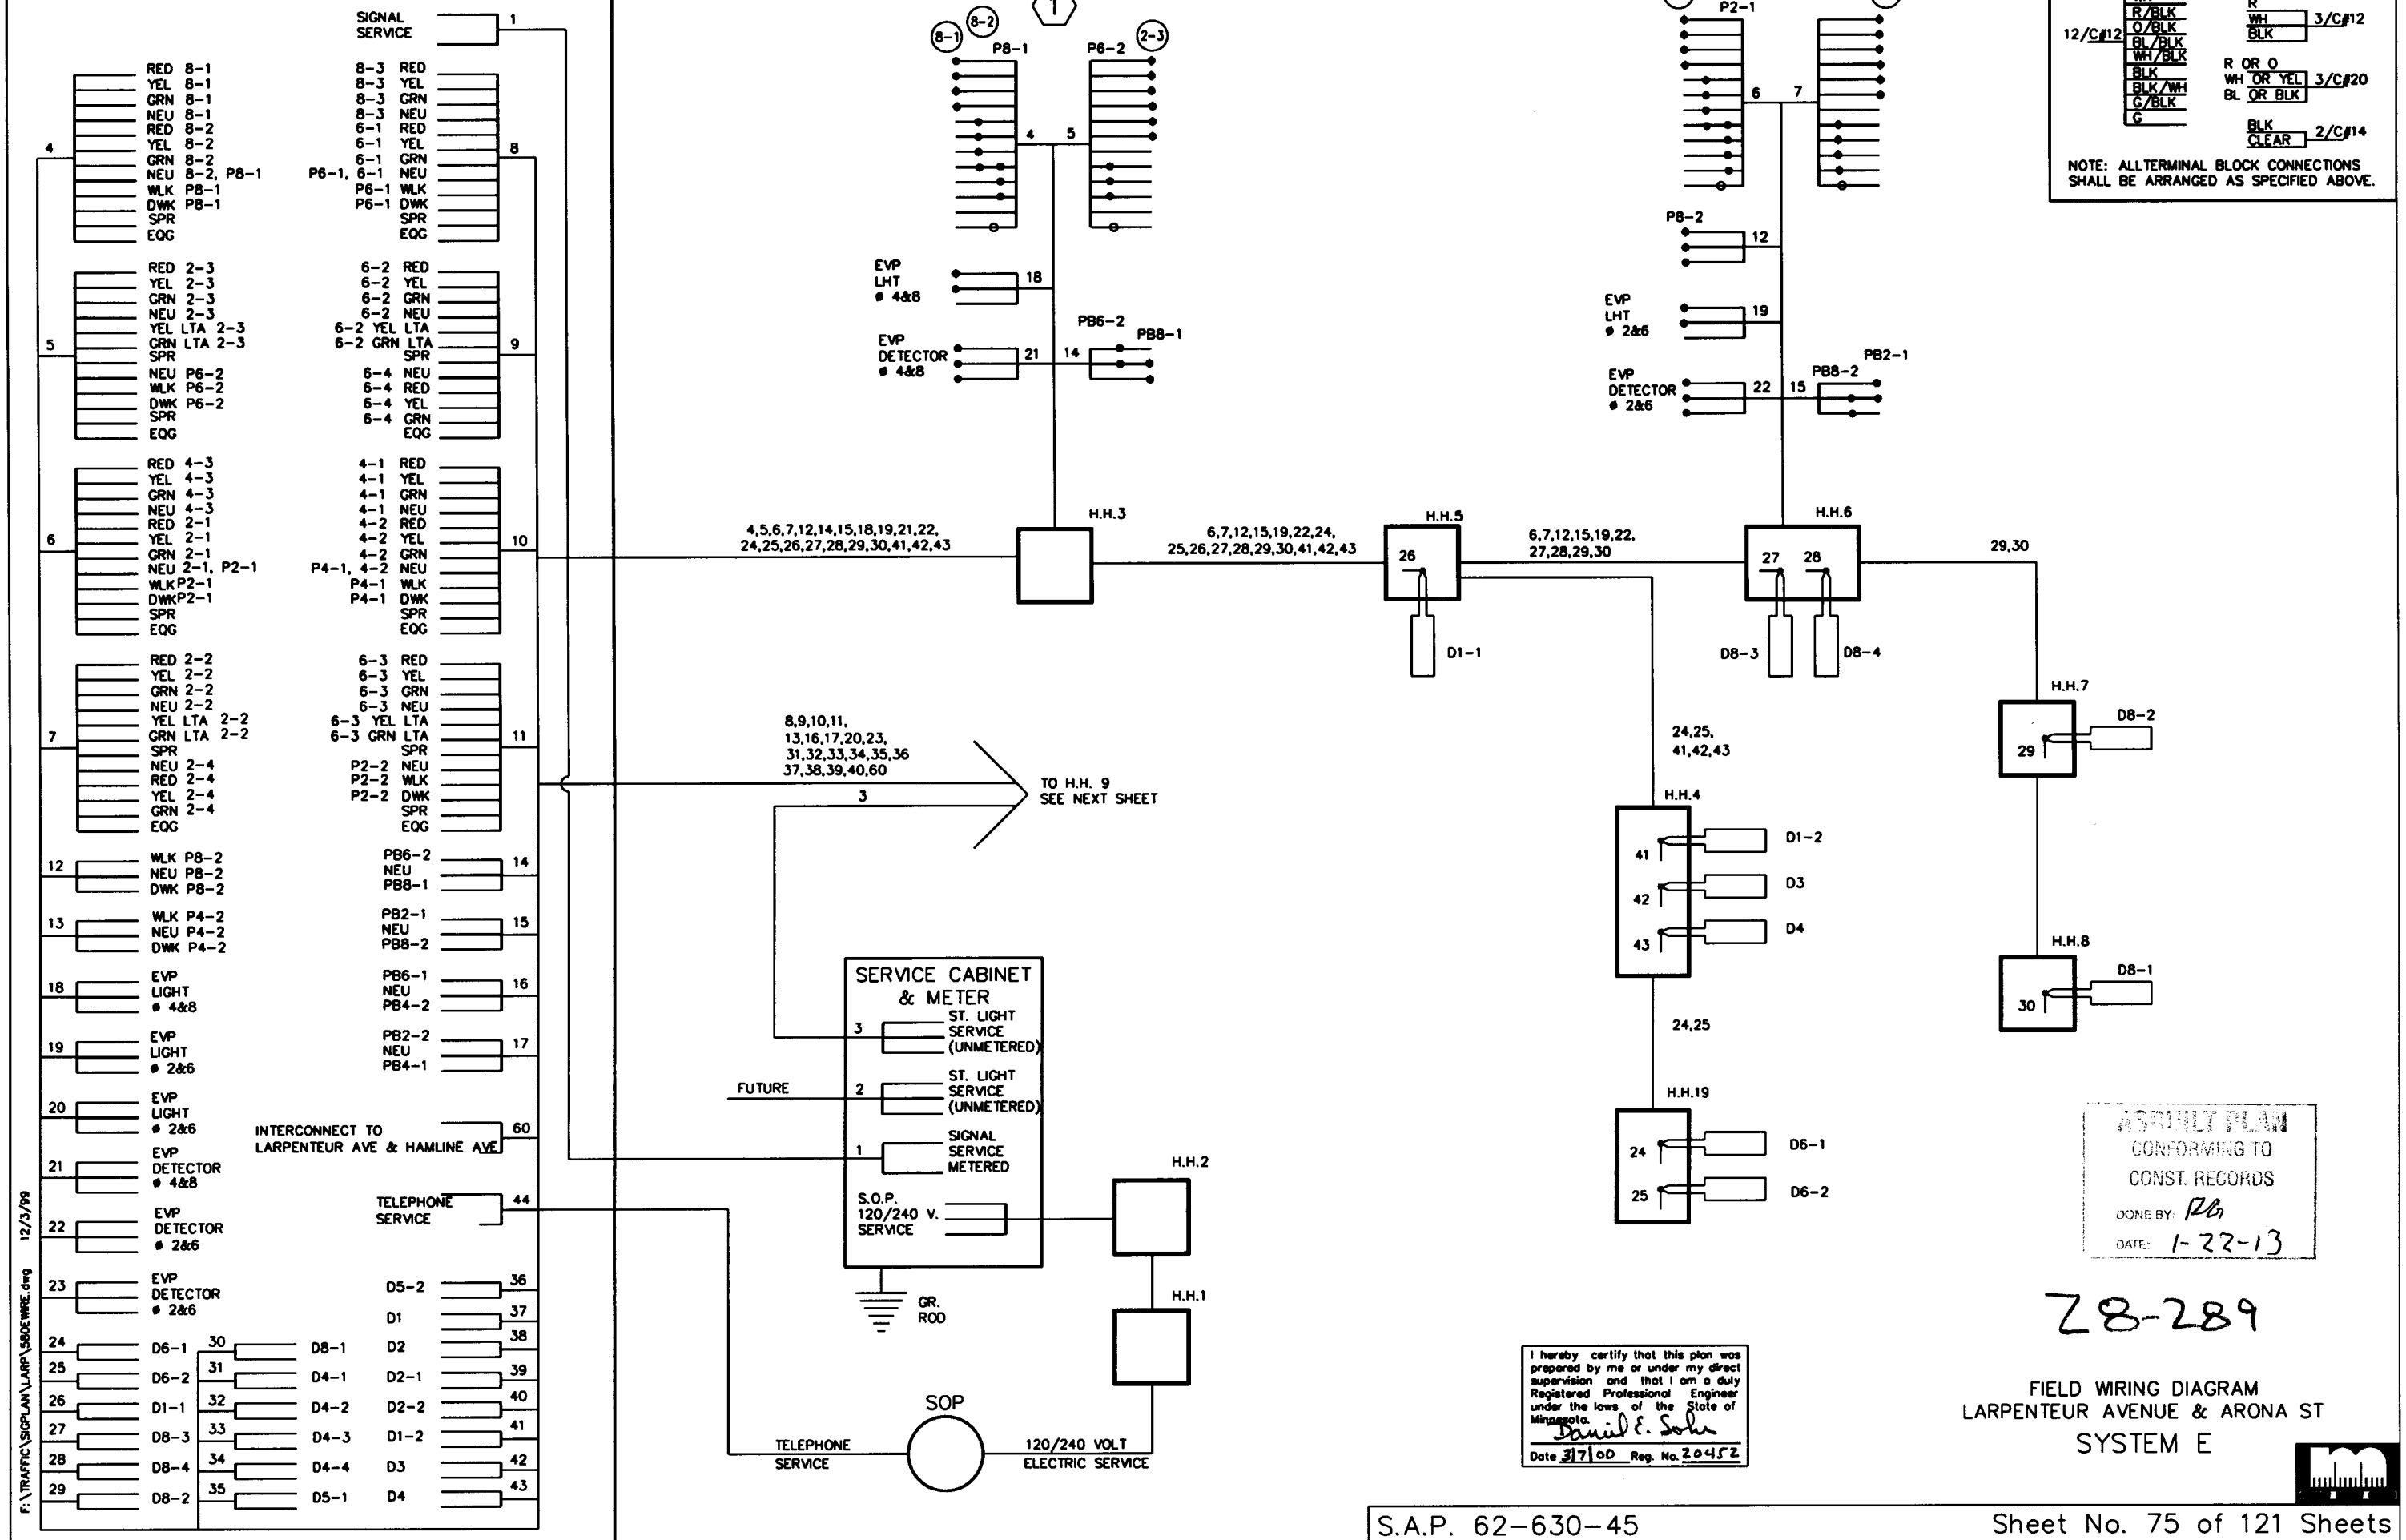 SIGNAL
SERVICE
1
4
RED 8-1
YEL 8-1
GRN 8-1
NEU 8-1
RED 8-2
YEL 8-2
GRN 8-2
NEU 8-2, P8-1
WLK P8-1
DWK P8-1
SPR
EQG
8-3 RED
8-3 YEL
8-3 GRN
8-3 NEU
6-1 RED
6-1 YEL
6-1 GRN
P6-1, 6-1 NEU
P6-1 WLK
P6-1 DWK
SPR
EQG
8
5
RED 2-3
YEL 2-3
GRN 2-3
NEU 2-3
YEL LTA 2-3
GRN LTA 2-3
SPR
NEU P6-2
WLK P6-2
DWK P6-2
SPR
EQG
6-2 RED
6-2 YEL
6-2 GRN
6-2 NEU
6-2 YEL LTA
6-2 GRN LTA
SPR
6-4 NEU
6-4 RED
6-4 YEL
6-4 GRN
EQG
9
6
RED 4-3
YEL 4-3
GRN 4-3
NEU 4-3
RED 2-1
YEL 2-1
GRN 2-1
NEU 2-1, P2-1
WLKP2-1
DWKP2-1
SPR
EQG
4-1 RED
4-1 YEL
4-1 GRN
4-1 NEU
4-2 RED
4-2 YEL
4-2 GRN
P4-1, 4-2 NEU
P4-1 WLK
P4-1 DWK
SPR
EQG
10
7
RED 2-2
YEL 2-2
GRN 2-2
NEU 2-2
YEL LTA 2-2
GRN LTA 2-2
SPR
NEU 2-4
RED 2-4
YEL 2-4
GRN 2-4
EQG
6-3 RED
6-3 YEL
6-3 GRN
6-3 NEU
6-3 YEL LTA
6-3 GRN LTA
SPR
P2-2 NEU
P2-2 WLK
P2-2 DWK
SPR
EQG
11
12
WLK P8-2
NEU P8-2
DWK P8-2
PB6-2
NEU
PB8-1
14
13
WLK P4-2
NEU P4-2
DWK P4-2
PB2-1
NEU
PB8-2
15
18
EVP
LIGHT
ø 4&8
PB6-1
NEU
PB4-2
16
19
EVP
LIGHT
ø 2&6
PB2-2
NEU
PB4-1
17
20
EVP
LIGHT
ø 2&6
INTERCONNECT TO
LARPENTEUR AVE & HAMLINE AVE
60
21
EVP
DETECTOR
ø 4&8
TELEPHONE
SERVICE
44
22
EVP
DETECTOR
ø 2&6
23
EVP
DETECTOR
ø 2&6
D5-2 36
D1 37
24 D6-1 30 D8-1 D2 38
25 D6-2 31 D4-1 D2-1 39
26 D1-1 32 D4-2 D2-2 40
27 D8-3 33 D4-3 D1-2 41
28 D8-4 34 D4-4 D3 42
29 D8-2 35 D5-1 D4 43
F:\TRAFFIC\SIGPLAN\LARP\580EWIRE.dwg 12/3/99
1
8-1
8-2
P8-1
P6-2
2-3
4 5
EVP
LHT
ø 4&8
18
EVP
DETECTOR
ø 4&8
21 14
PB6-2
PB8-1
P2-1
6 7
P8-2
12
EVP
LHT
ø 2&6
19
EVP
DETECTOR
ø 2&6
22 15
PB8-2
PB2-1
12/C#12
R/BLK
O/BLK
BL/BLK
WH/BLK
BLK
BLK/WH
G/BLK
G
R
WH
BLK
3/C#12
R OR O
WH OR YEL
BL OR BLK
3/C#20
BLK
CLEAR
2/C#14
NOTE: ALLTERMINAL BLOCK CONNECTIONS
SHALL BE ARRANGED AS SPECIFIED ABOVE.
4,5,6,7,12,14,15,18,19,21,22,
24,25,26,27,28,29,30,41,42,43
H.H.3
6,7,12,15,19,22,24,
25,26,27,28,29,30,41,42,43
H.H.5
26
D1-1
6,7,12,15,19,22,
27,28,29,30
H.H.6
27 28
D8-3
D8-4
29,30
H.H.7
29
D8-2
H.H.8
30
D8-1
24,25,
41,42,43
H.H.4
41
D1-2
42
D3
43
D4
24,25
H.H.19
24
D6-1
25
D6-2
8,9,10,11,
13,16,17,20,23,
31,32,33,34,35,36
37,38,39,40,60
3
TO H.H. 9
SEE NEXT SHEET
SERVICE CABINET
& METER
3
ST. LIGHT
SERVICE
(UNMETERED)
FUTURE
2
ST. LIGHT
SERVICE
(UNMETERED)
1
SIGNAL
SERVICE
METERED
S.O.P.
120/240 V.
SERVICE
GR.
ROD
H.H.2
H.H.1
SOP
TELEPHONE
SERVICE
120/240 VOLT
ELECTRIC SERVICE
I hereby certify that this plan was
prepared by me or under my direct
supervision and that I am a duly
Registered Professional Engineer
under the laws of the State of
Minnesota.
Daniel E. Sohn
Date 3/7/00 Reg. No. 20452
ASBUILT PLAN
CONFORMING TO
CONST. RECORDS
DONE BY:
DATE: 1-22-13
Z8-289
FIELD WIRING DIAGRAM
LARPENTEUR AVENUE & ARONA ST
SYSTEM E
m
S.A.P. 62-630-45
Sheet No. 75 of 121 Sheets